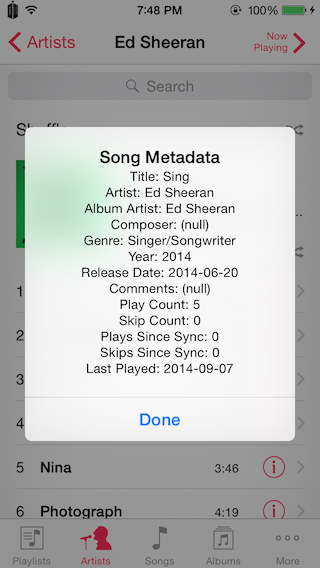 7:48 PM
100%
Artists
Ed Sheeran
Now
Playing
Search
Shuffle
Song Metadata
Title: Sing
Artist: Ed Sheeran
Album Artist: Ed Sheeran
Composer: (null)
Genre: Singer/Songwriter
Year: 2014
Release Date: 2014-06-20
Comments: (null)
Play Count: 5
Skip Count: 0
Plays Since Sync: 0
Skips Since Sync: 0
Last Played: 2014-09-07
Done
1
2
3
4
5 Nina 3:46
6 Photograph 4:19
Playlists
Artists
Songs
Albums
More